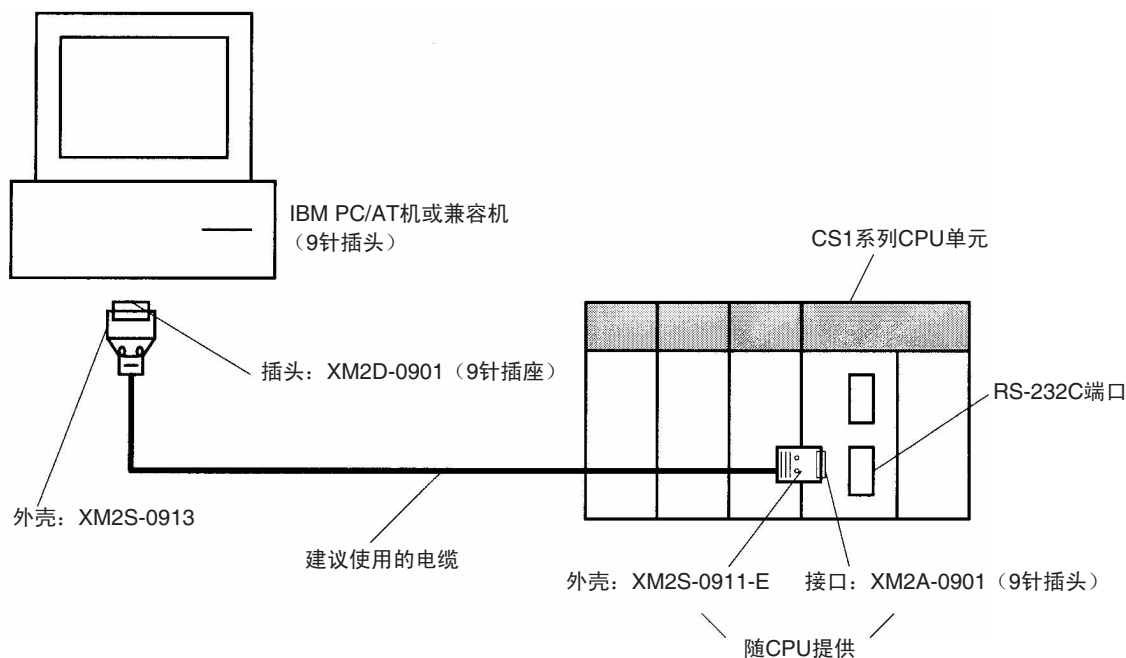 IBM PC/AT机或兼容机
（9针插头）
CS1系列CPU单元
插头：XM2D-0901（9针插座）
RS-232C端口
外壳：XM2S-0913
建议使用的电缆
外壳：XM2S-0911-E
接口：XM2A-0901（9针插头）
随CPU提供